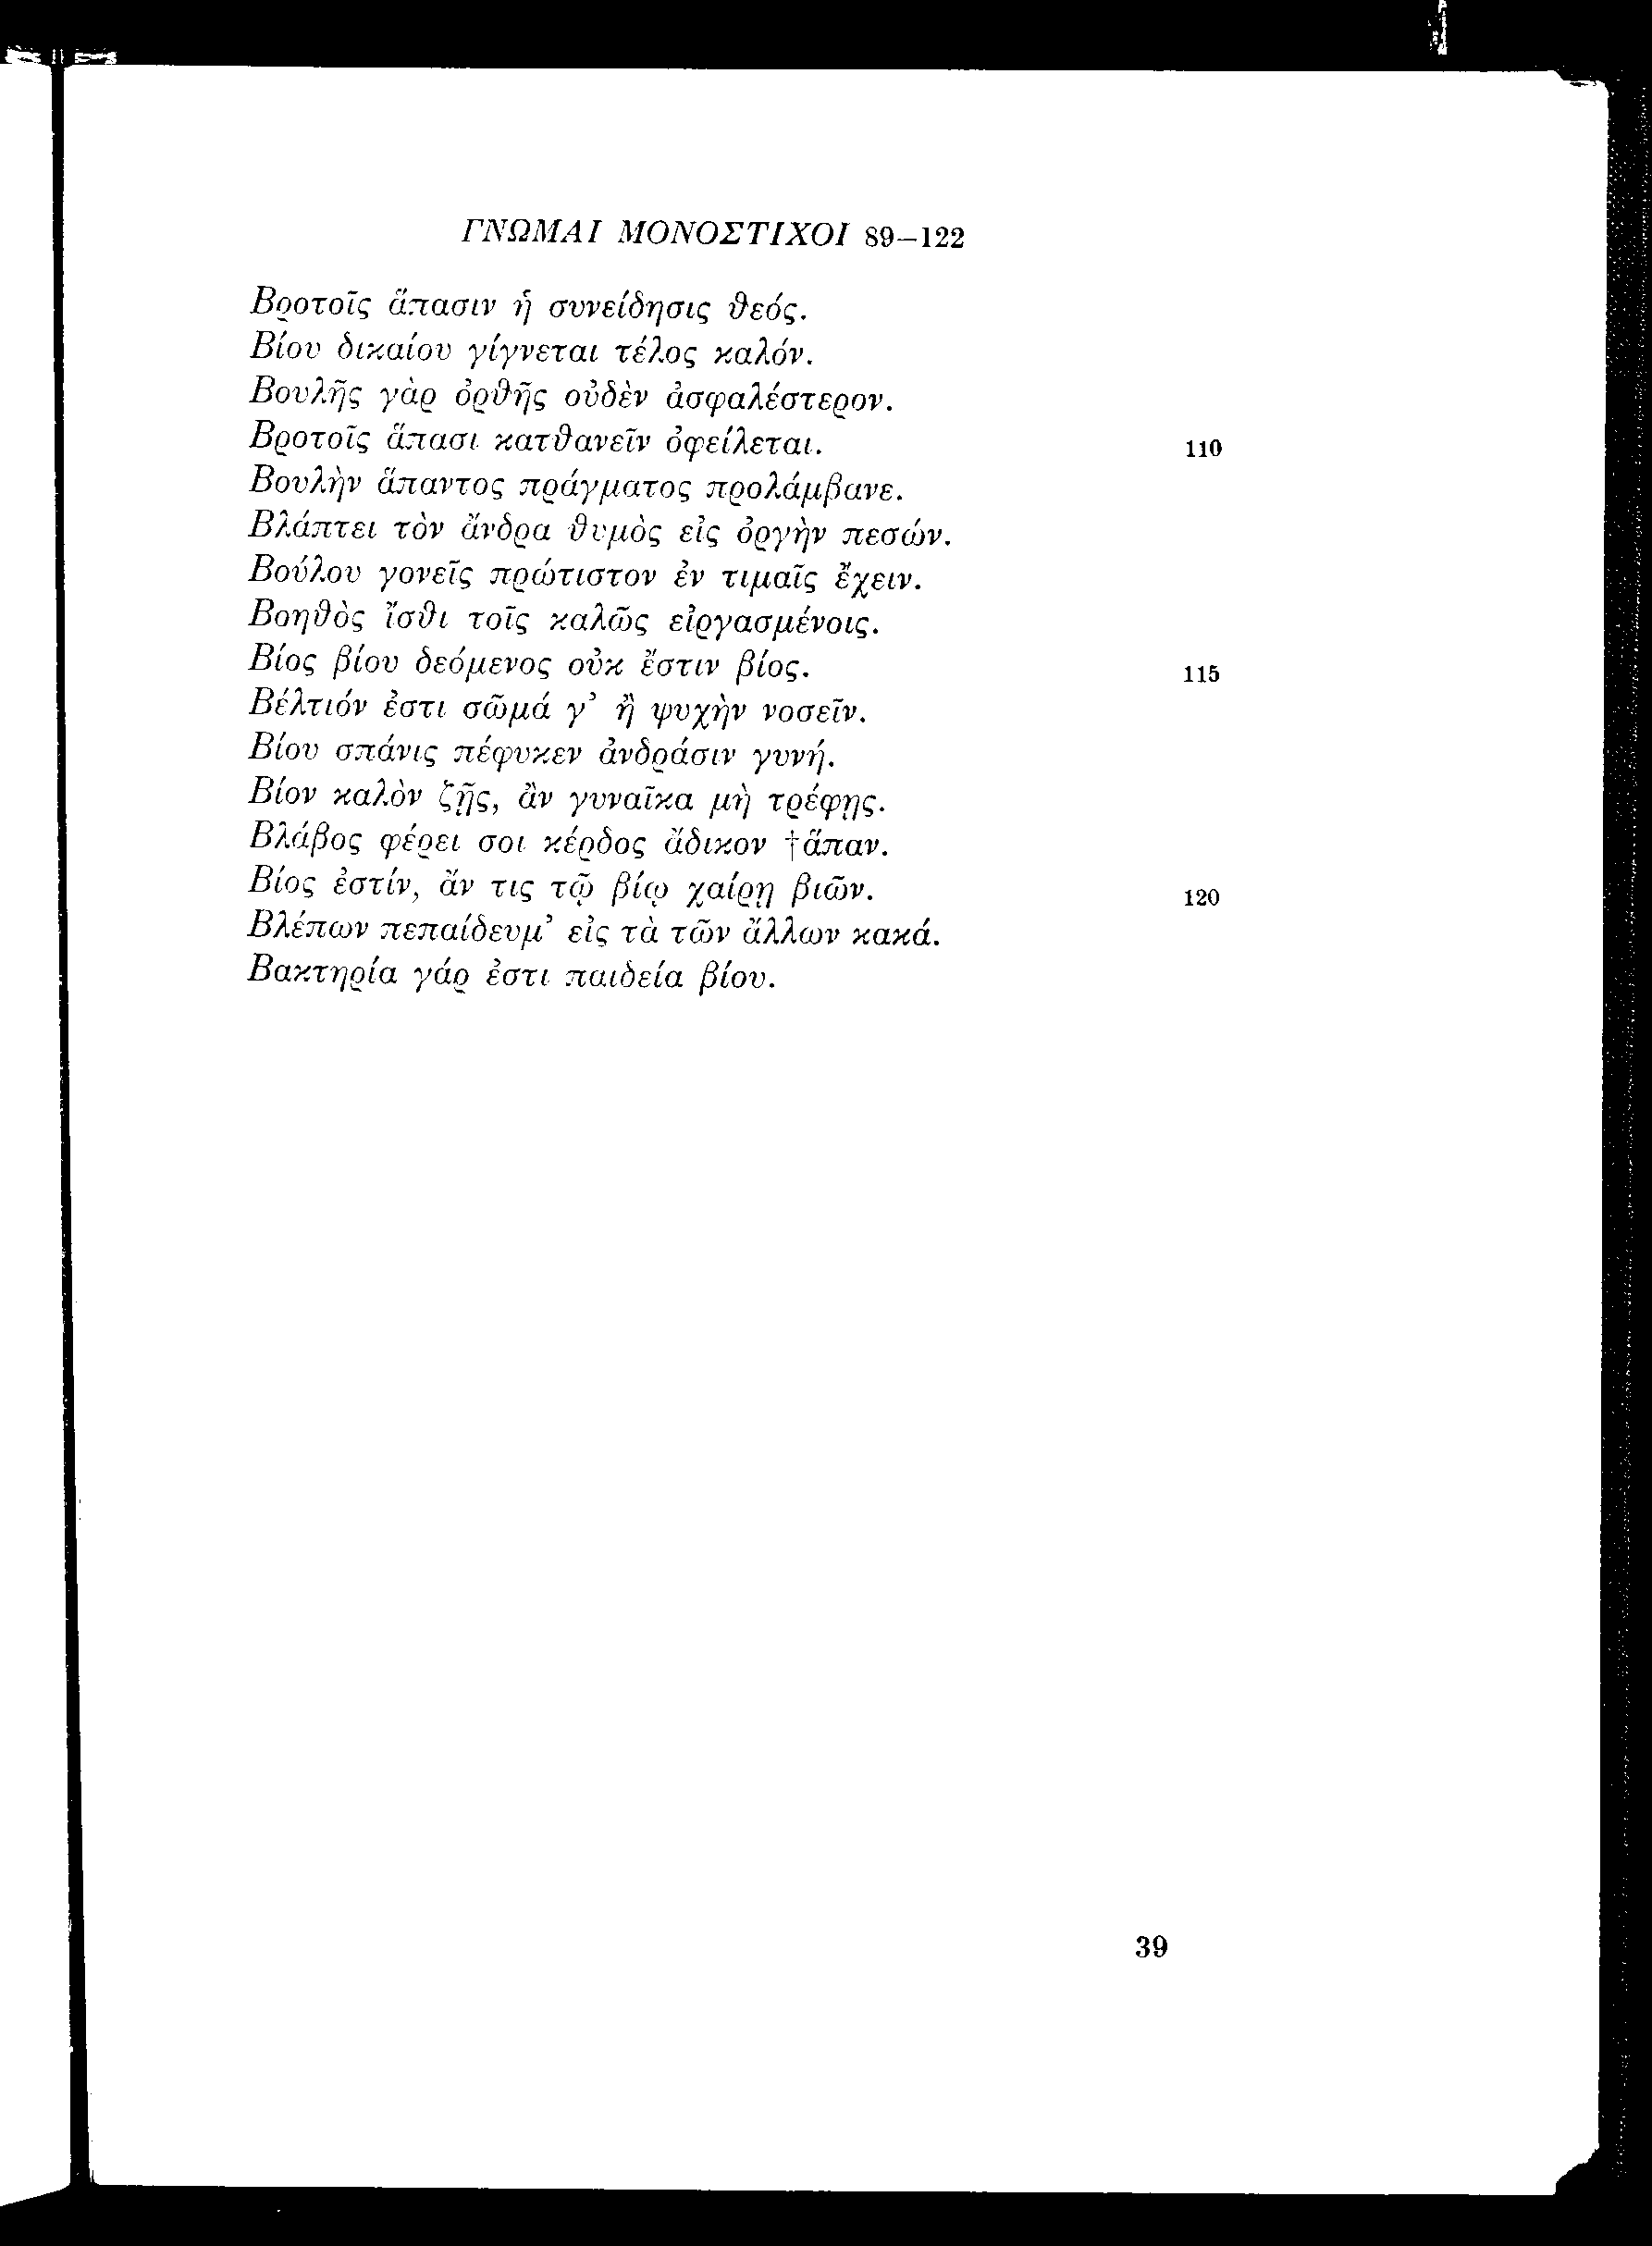 ΓΝΩΜΑΙ ΜΟΝΟΣΤΙΧΟΙ 89–122
Βροτοῖς ἅπασιν ἡ συνείδησις θεός.
Βίου δικαίου γίγνεται τέλος καλόν.
Βουλῆς γὰρ ὀρθῆς οὐδὲν ἀσφαλέστερον.
Βροτοῖς ἅπασι κατθανεῖν ὀφείλεται. 110
Βουλὴν ἅπαντος πράγματος προλάμβανε.
Βλάπτει τὸν ἄνδρα θυμὸς εἰς ὀργὴν πεσών.
Βούλου γονεῖς πρώτιστον ἐν τιμαῖς ἔχειν.
Βοηθὸς ἴσθι τοῖς καλῶς εἰργασμένοις.
Βίος βίου δεόμενος οὐκ ἔστιν βίος. 115
Βέλτιόν ἐστι σῶμά γ’ ἢ ψυχὴν νοσεῖν.
Βίου σπάνις πέφυκεν ἀνδράσιν γυνή.
Βίον καλὸν ζῇς, ἂν γυναῖκα μὴ τρέφῃς.
Βλάβος φέρει σοι κέρδος ἄδικον †ἅπαν.
Βίος ἐστίν, ἄν τις τῷ βίῳ χαίρῃ βιῶν. 120
Βλέπων πεπαίδευμ’ εἰς τὰ τῶν ἄλλων κακά.
Βακτηρία γάρ ἐστι παιδεία βίου.
39